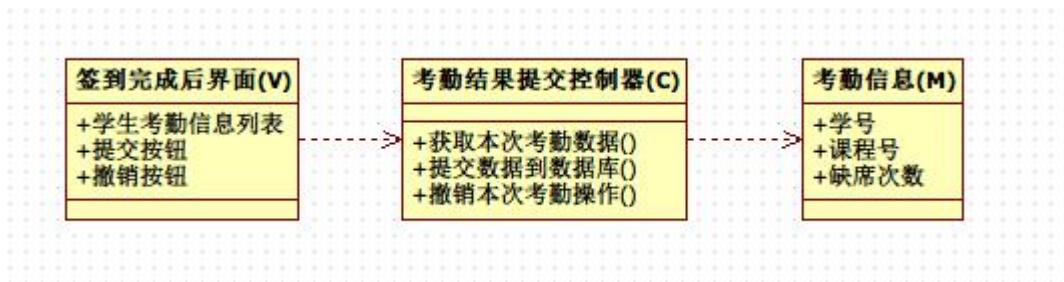 签到完成后界面(V)
+学生考勤信息列表
+提交按钮
+撤销按钮
考勤结果提交控制器(C)
+获取本次考勤数据()
+提交数据到数据库()
+撤销本次考勤操作()
考勤信息(M)
+学号
+课程号
+缺席次数